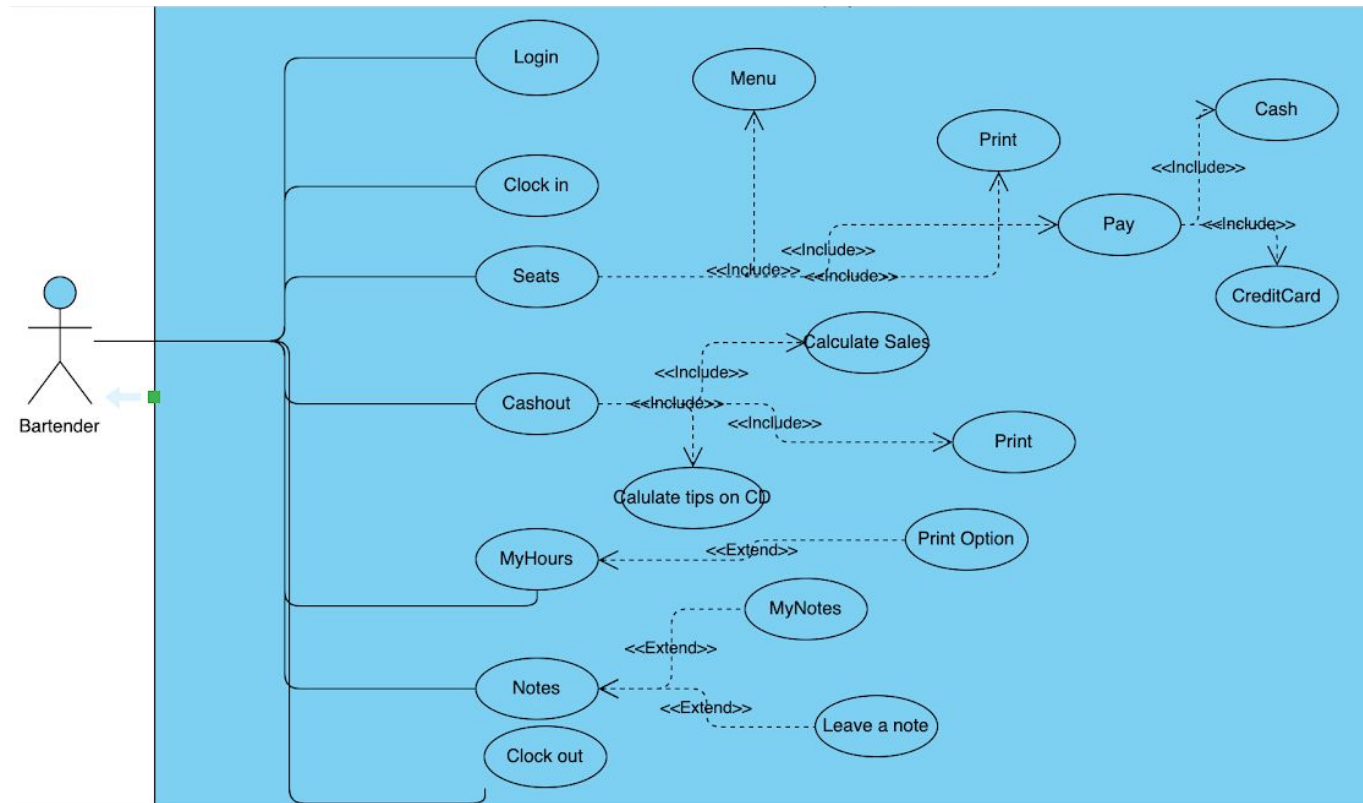 Login
Menu
Cash
Print
<<Include>>
Clock in
Pay
<<Include>>
<<Include>>
Seats
<<Include>>
<<Include>>
CreditCard
Calculate Sales
<<Include>>
Cashout
<<Include>>
<<Include>>
Bartender
Print
Calulate tips on CD
MyHours
<<Extend>>
Print Option
MyNotes
<<Extend>>
Notes
<<Extend>>
Leave a note
Clock out